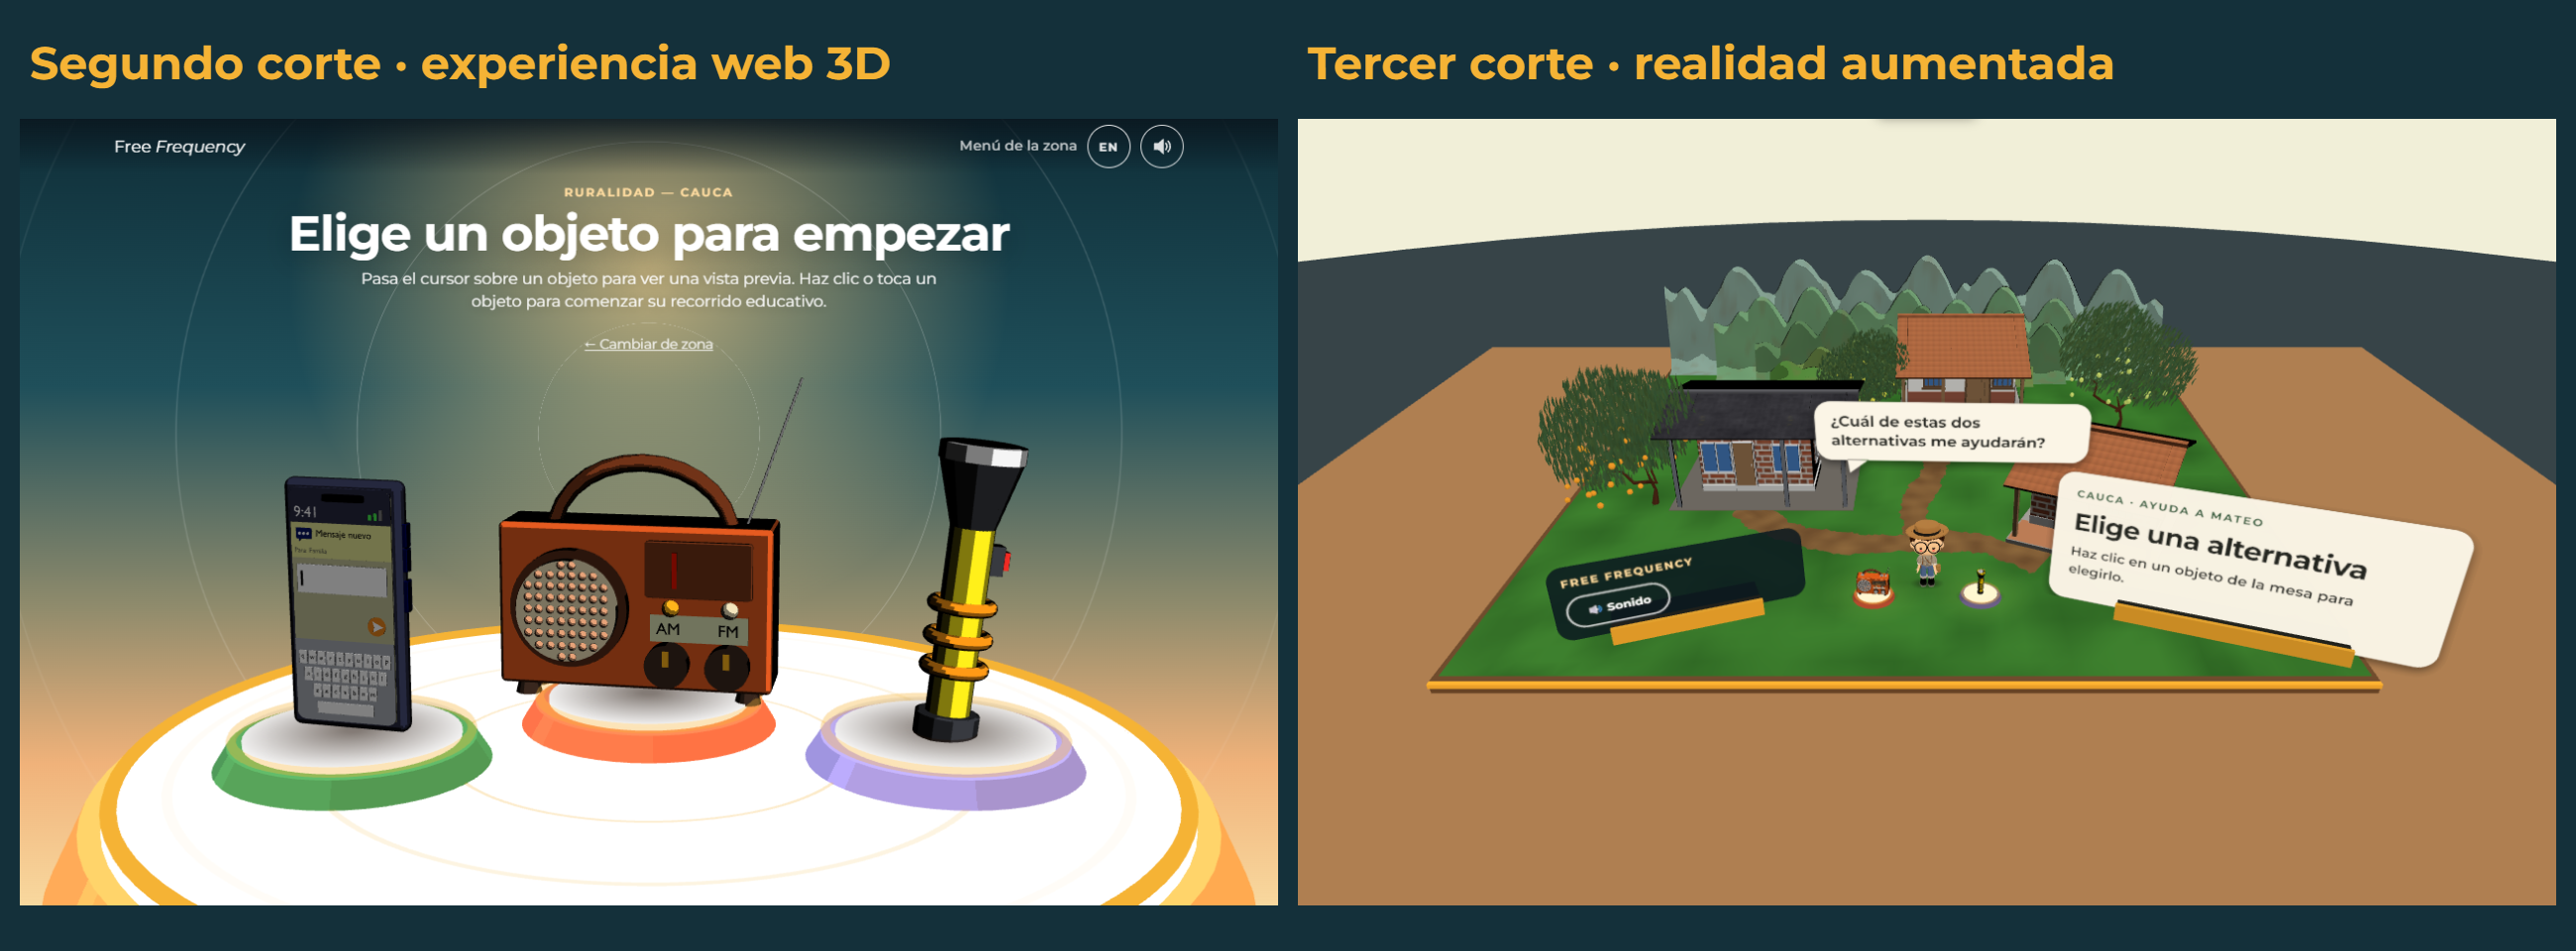 Segundo corte · experiencia web 3D
Free Frequency
Menú de la zona
EN
RURALIDAD — CAUCA
Elige un objeto para empezar
Pasa el cursor sobre un objeto para ver una vista previa. Haz clic o toca un
objeto para comenzar su recorrido educativo.
← Cambiar de zona
9:41
Mensaje nuevo
AM
FM
Tercer corte · realidad aumentada
¿Cuál de estas dos
alternativas me ayudarán?
CAUCA · AYUDA A MATEO
Elige una alternativa
Haz clic en un objeto de la mesa para
elegirlo.
FREE FREQUENCY
Sonido